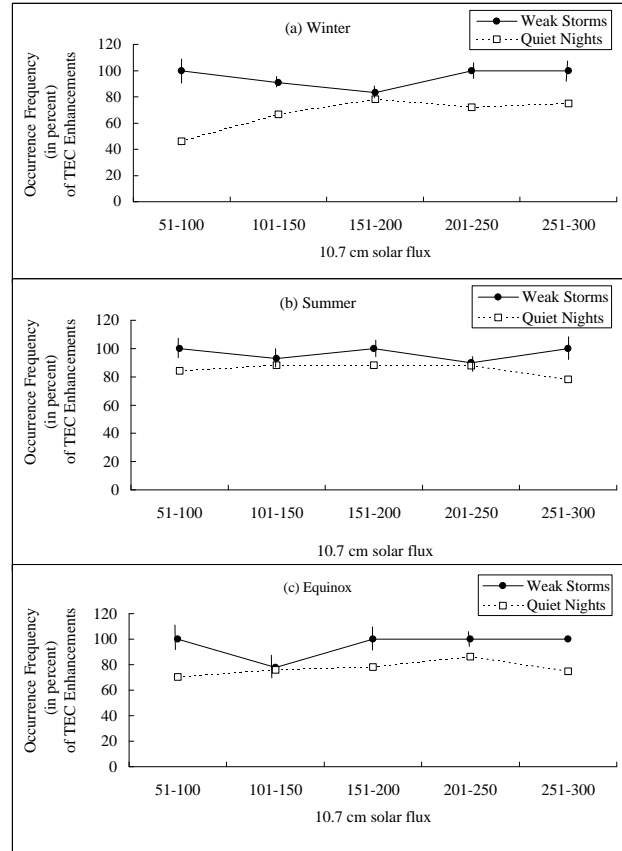 (a) Winter
Weak Storms
Quiet Nights
Occurrence Frequency
(in percent)
of TEC Enhancements
120
100
80
60
40
20
0
51-100 101-150 151-200 201-250 251-300
10.7 cm solar flux
(b) Summer
Weak Storms
Quiet Nights
Occurrence Frequency
(in percent)
of TEC Enhancements
120
100
80
60
40
20
0
51-100 101-150 151-200 201-250 251-300
10.7 cm solar flux
(c) Equinox
Weak Storms
Quiet Nights
Occurrence Frequency
(in percent)
of TEC Enhancements
120
100
80
60
40
20
0
51-100 101-150 151-200 201-250 251-300
10.7 cm solar flux